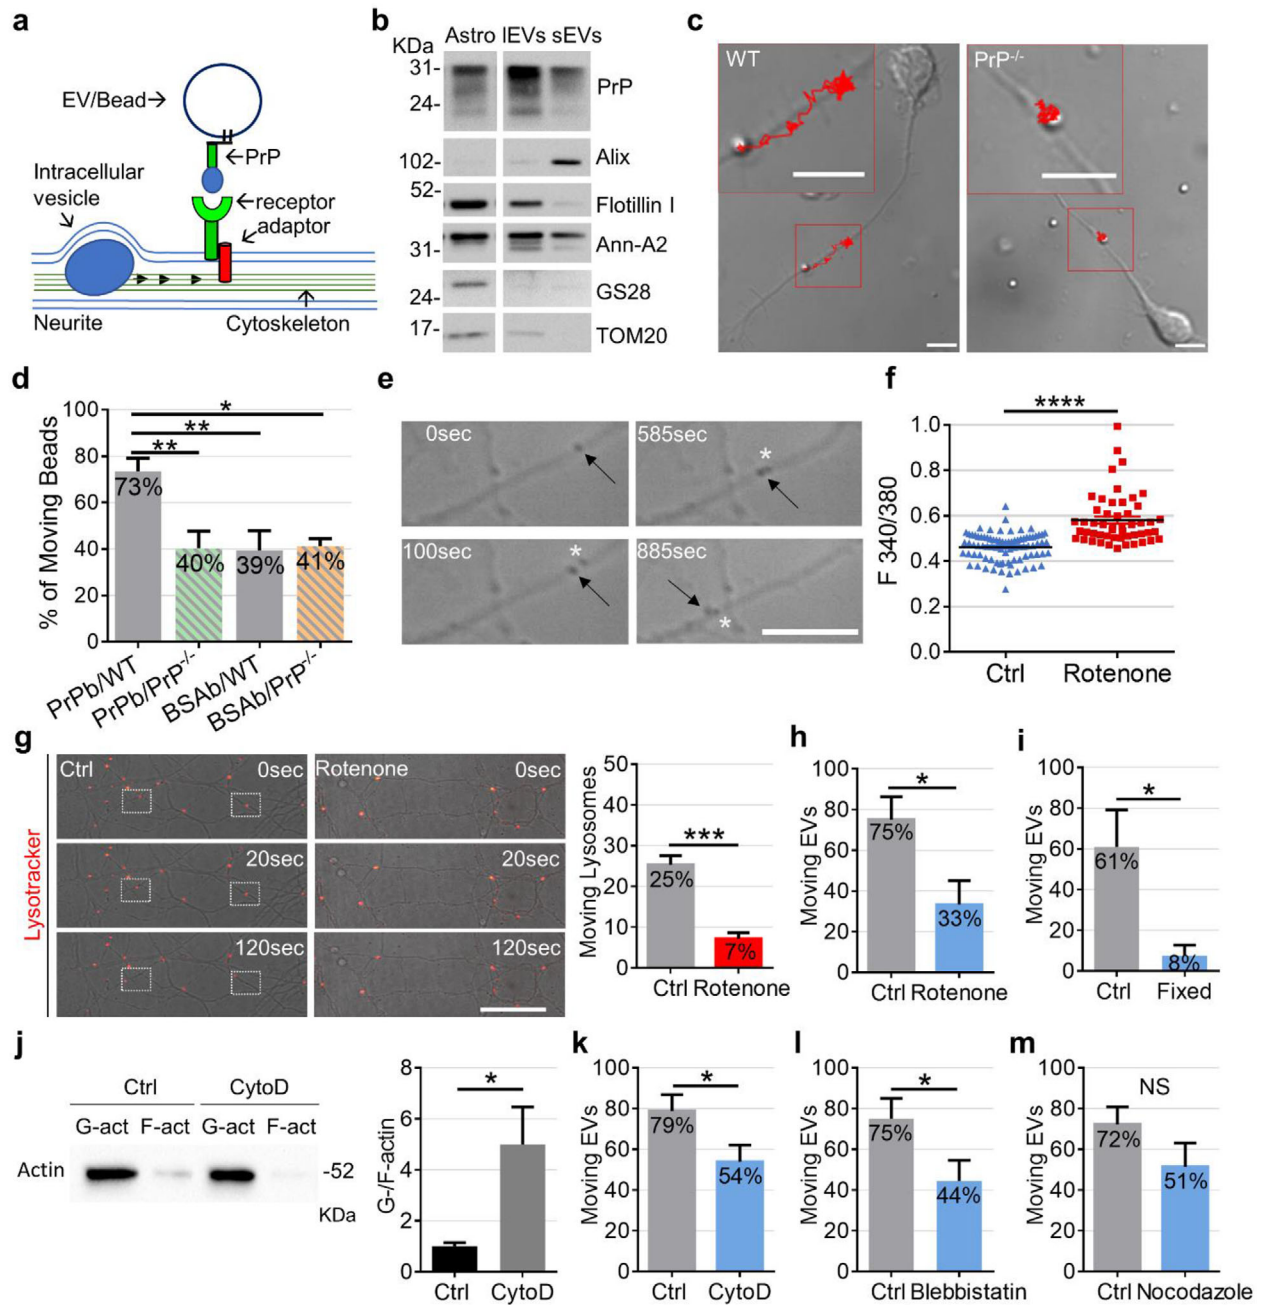 a
EV/Bead
PrP
Intracellular
vesicle
receptor
adaptor
Neurite
Cytoskeleton
b
KDa
Astro lEVs sEVs
31-
24-
PrP
102-
Alix
52-
Flotillin I
31-
Ann-A2
24-
GS28
17-
TOM20
c
WT
PrP-/-
d
% of Moving Beads
100
80
60
40
20
0
*
**
**
73%
40%
39%
41%
PrPb/WT
PrPb/PrP-/-
BSAb/WT
BSAb/PrP-/-
e
0sec
585sec
*
100sec
*
885sec
*
f
F 340/380
****
1.0
0.8
0.6
0.4
0.2
0.0
Ctrl
Rotenone
g
Lysotracker
Ctrl
0sec
Rotenone
0sec
20sec
20sec
120sec
120sec
Moving Lysosomes
50
40
30
20
10
0
***
25%
7%
Ctrl Rotenone
h
Moving EVs
100
80
60
40
20
0
*
75%
33%
Ctrl Rotenone
i
Moving EVs
100
80
60
40
20
0
*
61%
8%
Ctrl Fixed
j
Ctrl CytoD
G-act F-act G-act F-act
Actin
-52
KDa
G-/F-actin
8
6
4
2
0
*
Ctrl CytoD
k
Moving EVs
100
80
60
40
20
0
*
79%
54%
Ctrl CytoD
l
Moving EVs
100
80
60
40
20
0
*
75%
44%
Ctrl Blebbistatin
m
Moving EVs
100
80
60
40
20
0
NS
72%
51%
Ctrl Nocodazole